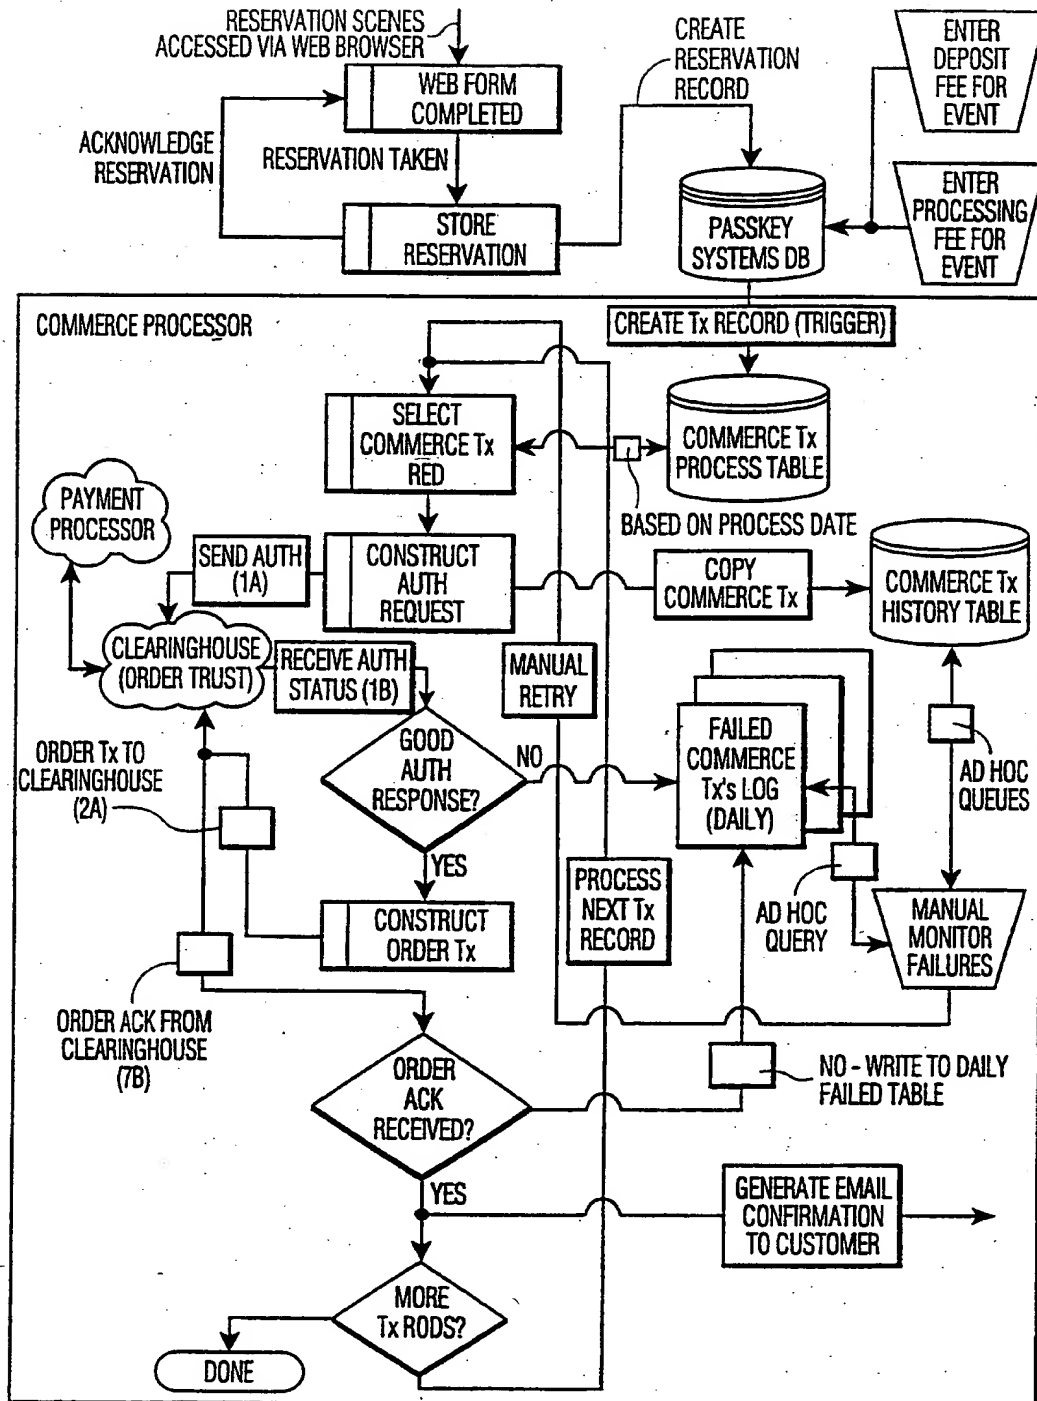 RESERVATION SCENES
ACCESSED VIA WEB BROWSER
CREATE
RESERVATION
RECORD
ENTER
DEPOSIT
FEE FOR
EVENT
WEB FORM
COMPLETED
ACKNOWLEDGE
RESERVATION
RESERVATION TAKEN
STORE
RESERVATION
PASSKEY
SYSTEMS DB
ENTER
PROCESSING
FEE FOR
EVENT
COMMERCE PROCESSOR
CREATE Tx RECORD (TRIGGER)
SELECT
COMMERCE Tx
RED
COMMERCE Tx
PROCESS TABLE
BASED ON PROCESS DATE
PAYMENT
PROCESSOR
SEND AUTH
(1A)
CONSTRUCT
AUTH
REQUEST
COPY
COMMERCE Tx
COMMERCE Tx
HISTORY TABLE
CLEARINGHOUSE
(ORDER TRUST)
RECEIVE AUTH
STATUS (1B)
MANUAL
RETRY
GOOD
AUTH
RESPONSE?
NO
FAILED
COMMERCE
Tx's LOG
(DAILY)
AD HOC
QUEUES
ORDER Tx TO
CLEARINGHOUSE
(2A)
YES
CONSTRUCT
ORDER Tx
PROCESS
NEXT Tx
RECORD
AD HOC
QUERY
MANUAL
MONITOR
FAILURES
ORDER ACK FROM
CLEARINGHOUSE
(7B)
ORDER
ACK
RECEIVED?
NO - WRITE TO DAILY
FAILED TABLE
YES
GENERATE EMAIL
CONFIRMATION
TO CUSTOMER
MORE
Tx RODS?
DONE